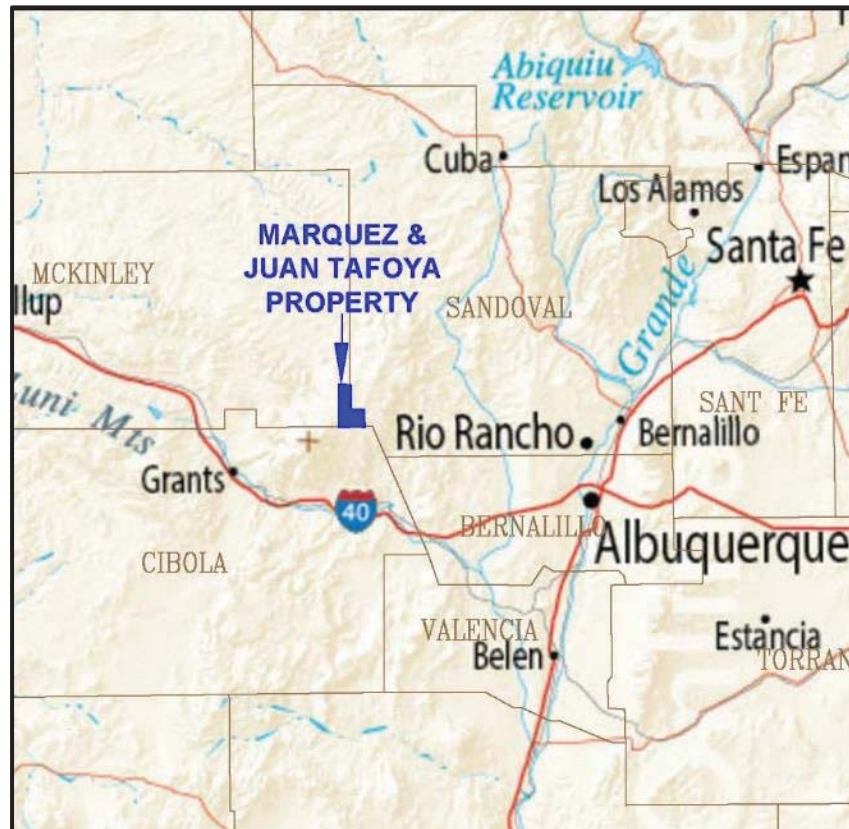 Abiquiu
Reservoir
Cuba
Espan
Los Alamos
MARQUEZ &
JUAN TAFOYA
PROPERTY
Santa Fe
MCKINLEY
llup
SANDOVAL
Grande
Zuni Mts
SANT FE
Rio Rancho
Bernalillo
Grants
40
BERNALILLO
Albuquerque
CIBOLA
VALENCIA
Estancia
Belen
TORRAN